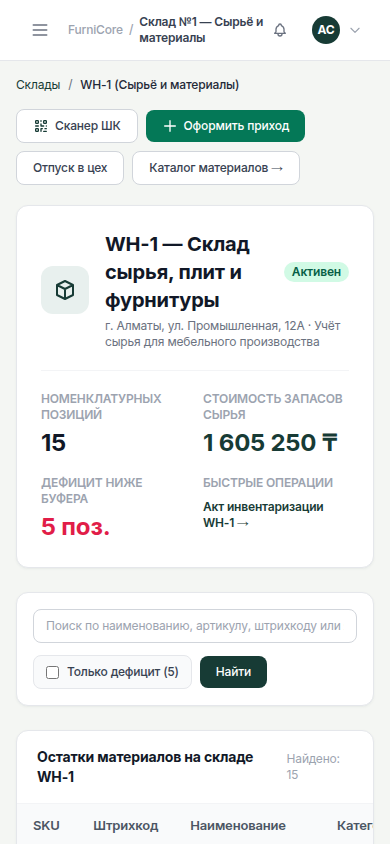 FurniCore / Склад №1 — Сырьё и
материалы
АС
Склады / WH-1 (Сырьё и материалы)
Сканер ШК
Оформить приход
Отпуск в цех
Каталог материалов →
WH-1 — Склад
сырья, плит и
фурнитуры
Активен
г. Алматы, ул. Промышленная, 12А · Учёт
сырья для мебельного производства
НОМЕНКЛАТУРНЫХ
ПОЗИЦИЙ
15
СТОИМОСТЬ ЗАПАСОВ
СЫРЬЯ
1 605 250 ₸
ДЕФИЦИТ НИЖЕ
БУФЕРА
5 поз.
БЫСТРЫЕ ОПЕРАЦИИ
Акт инвентаризации
WH-1 →
Поиск по наименованию, артикулу, штрихкоду или
Только дефицит (5)
Найти
Остатки материалов на складе
WH-1
Найдено:
15
SKU Штрихкод Наименование Катег